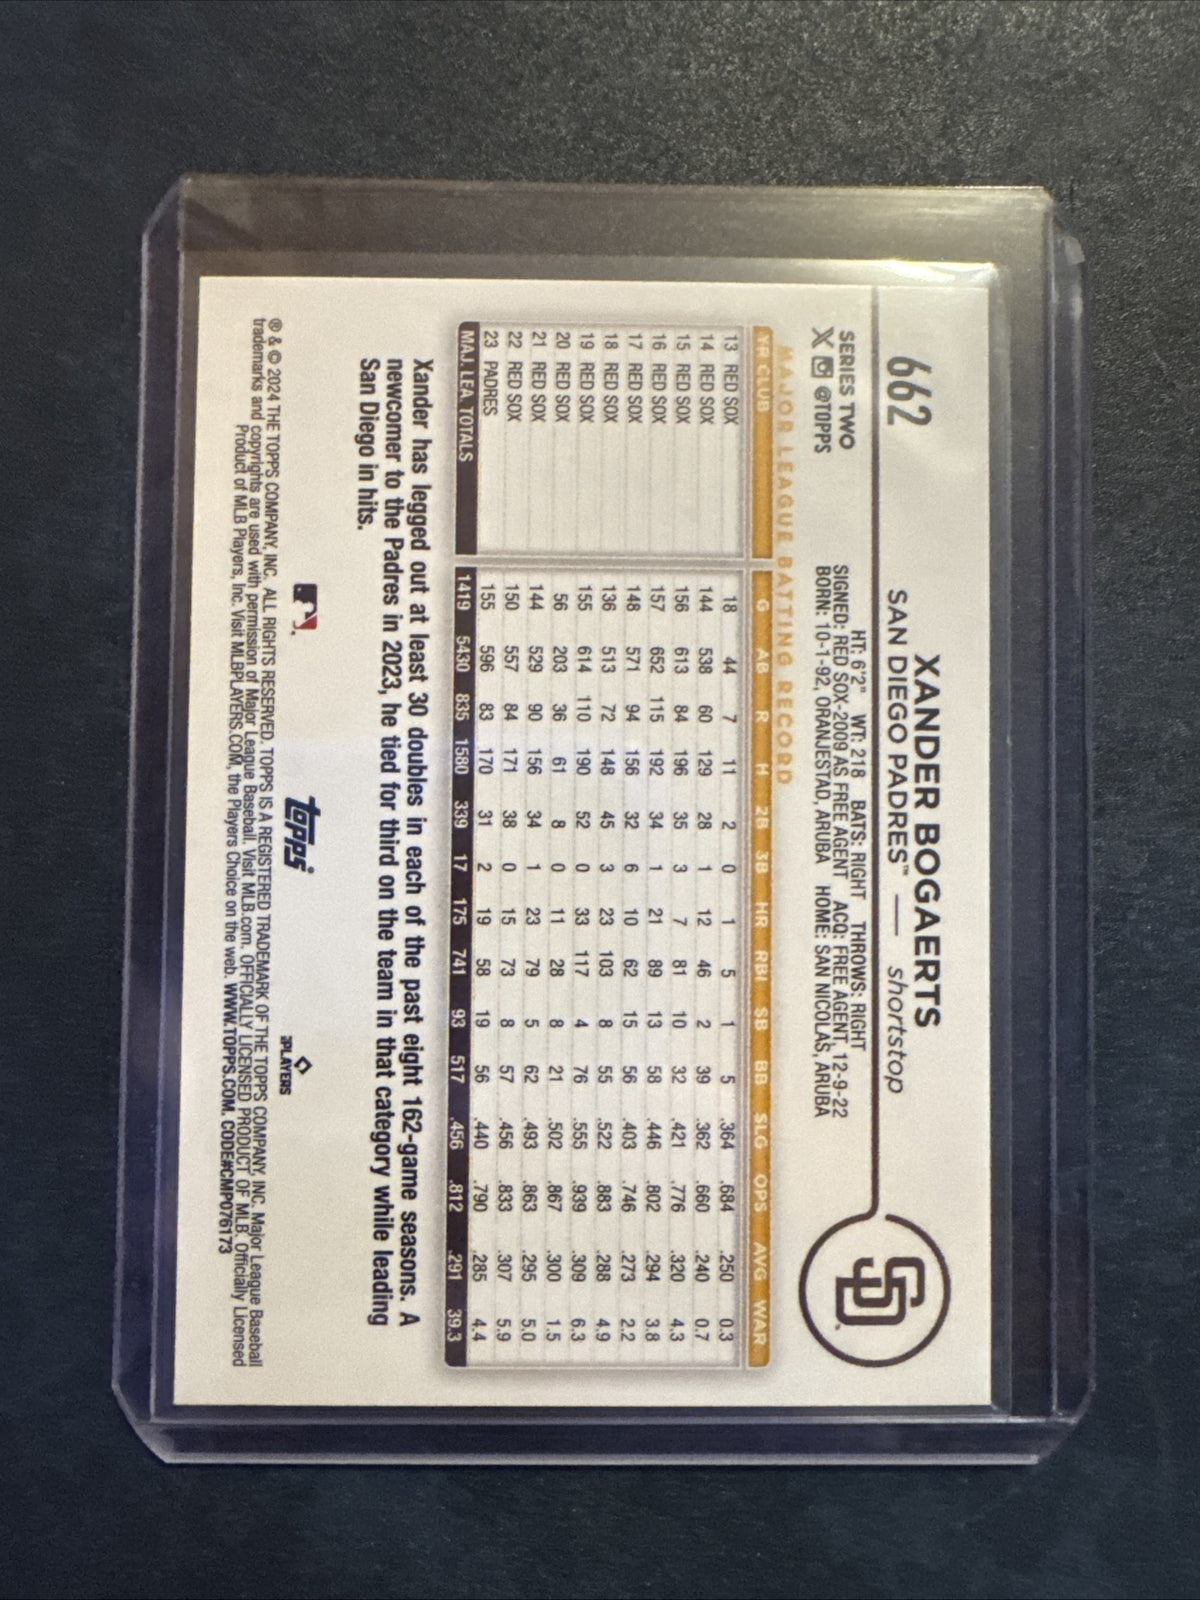 662
XANDER BOGAERTS
SAN DIEGO PADRES™ — shortstop
SERIES TWO
@TOPPS
HT: 6'2" WT: 218 BATS: RIGHT THROWS: RIGHT
SIGNED: RED SOX-2009 AS FREE AGENT ACQ: FREE AGENT, 12-9-22
BORN: 10-1-92, ORANJESTAD, ARUBA HOME: SAN NICOLAS, ARUBA
SD
MAJOR LEAGUE BATTING RECORD
YR CLUB G AB R H 2B 3B HR RBI SB BB SLG OPS AVG WAR
13 RED SOX 18 44 7 11 2 0 1 5 1 5 .364 .684 .250 0.3
14 RED SOX 144 538 60 129 28 1 12 46 2 39 .362 .660 .240 0.7
15 RED SOX 156 613 84 196 35 3 7 81 10 32 .421 .776 .320 4.3
16 RED SOX 157 652 115 192 34 1 21 89 13 58 .446 .802 .294 3.8
17 RED SOX 148 571 94 156 32 6 10 62 15 56 .403 .746 .273 2.2
18 RED SOX 136 513 72 148 45 3 23 103 8 55 .522 .883 .288 4.9
19 RED SOX 155 614 110 190 52 0 33 117 4 76 .555 .939 .309 6.3
20 RED SOX 56 203 36 61 8 0 11 28 8 21 .502 .867 .300 1.5
21 RED SOX 144 529 90 156 34 1 23 79 5 62 .493 .863 .295 5.0
22 RED SOX 150 557 84 171 38 0 15 73 8 57 .456 .833 .307 5.9
23 PADRES 155 596 83 170 31 2 19 58 19 56 .440 .790 .285 4.4
MAJ. LEA. TOTALS 1419 5430 835 1580 339 17 175 741 93 517 .456 .812 .291 39.3
Xander has legged out at least 30 doubles in each of the past eight 162-game seasons. A
newcomer to the Padres in 2023, he tied for third on the team in that category while leading
San Diego in hits.
topps
PLAYERS
® & © 2024 THE TOPPS COMPANY, INC. ALL RIGHTS RESERVED. TOPPS IS A REGISTERED TRADEMARK OF THE TOPPS COMPANY, INC. Major League Baseball
trademarks and copyrights are used with permission of Major League Baseball. Visit MLB.com. OFFICIALLY LICENSED PRODUCT OF MLB. Officially Licensed
Product of MLB Players, Inc. Visit MLBPLAYERS.COM, the Players Choice on the web. WWW.TOPPS.COM. CODE#CMP076173